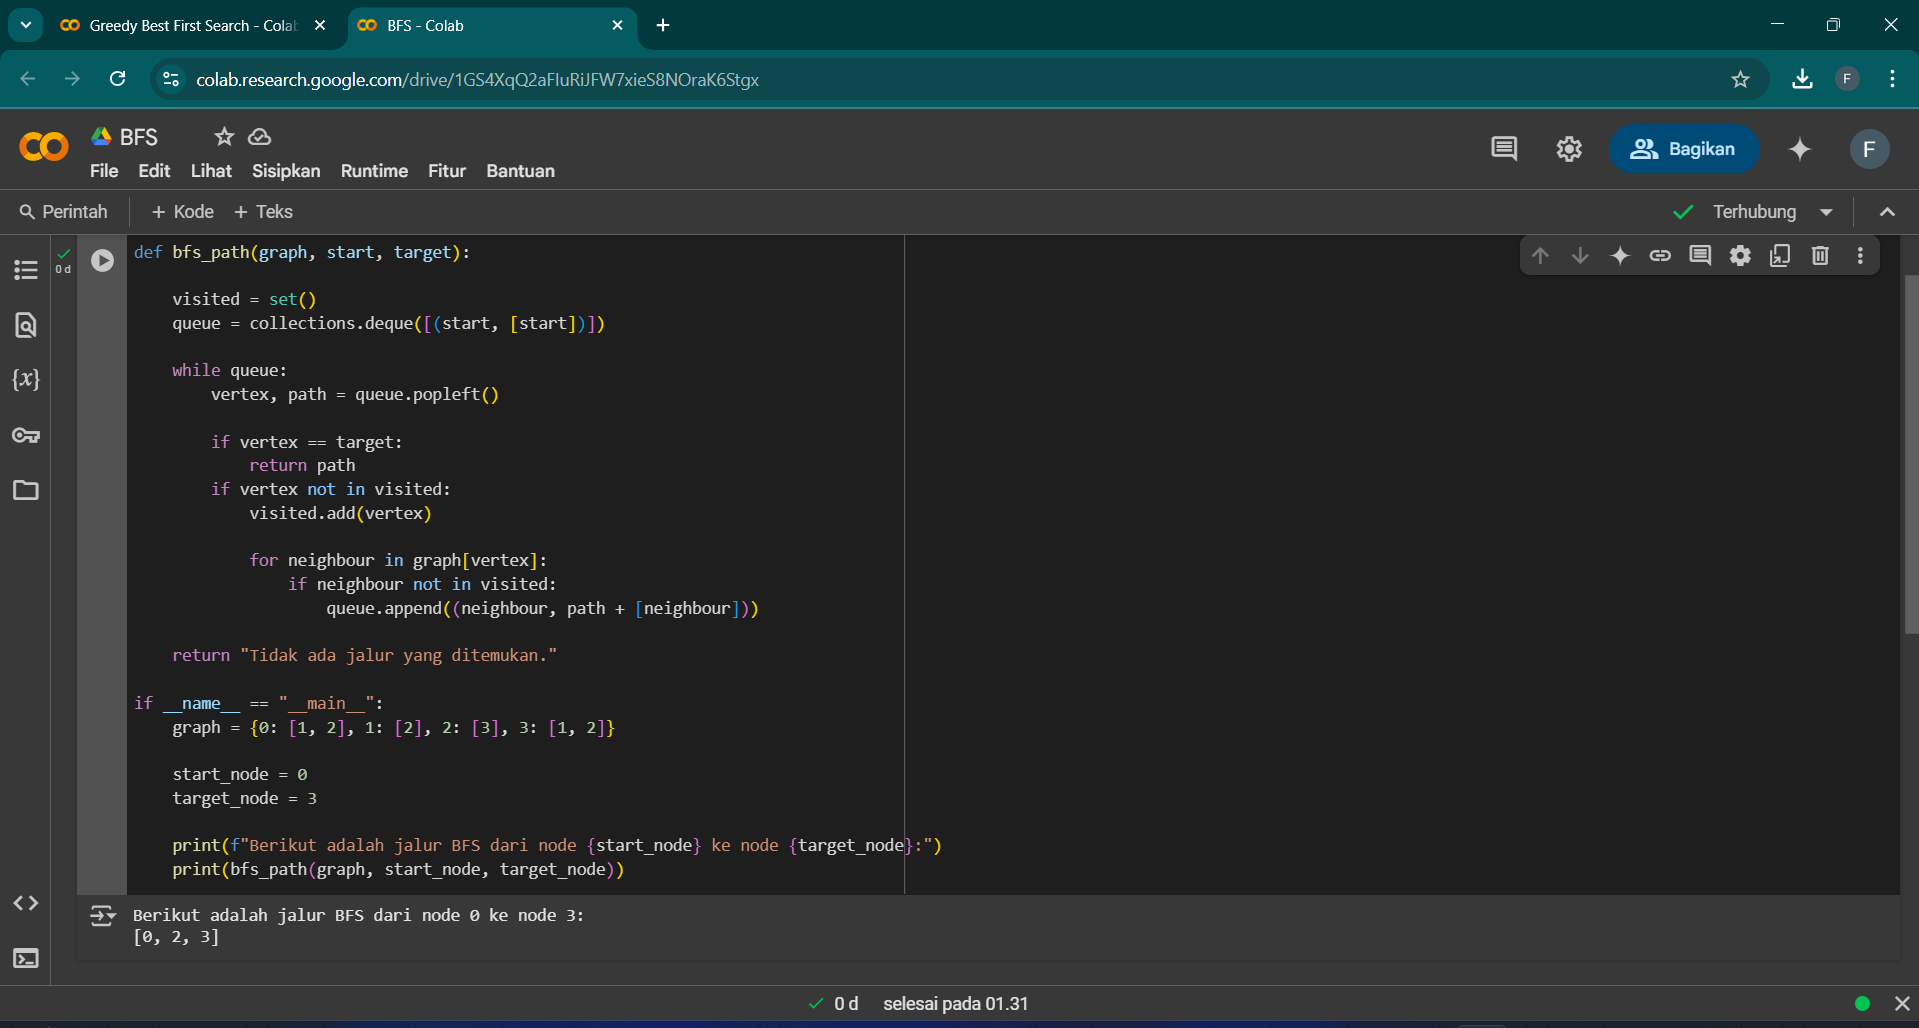 Greedy Best First Search - Colab
BFS - Colab
colab.research.google.com/drive/1GS4XqQ2aFIuRiJFW7xieS8NOraK6Stgx
F
BFS
File Edit Lihat Sisipkan Runtime Fitur Bantuan
Bagikan
F
Perintah + Kode + Teks
Terhubung
0 d
def bfs_path(graph, start, target):
    visited = set()
    queue = collections.deque([(start, [start])])
    while queue:
        vertex, path = queue.popleft()
        if vertex == target:
            return path
        if vertex not in visited:
            visited.add(vertex)
            for neighbour in graph[vertex]:
                if neighbour not in visited:
                    queue.append((neighbour, path + [neighbour]))
    return "Tidak ada jalur yang ditemukan."
if __name__ == "__main__":
    graph = {0: [1, 2], 1: [2], 2: [3], 3: [1, 2]}
    start_node = 0
    target_node = 3
    print(f"Berikut adalah jalur BFS dari node {start_node} ke node {target_node}:")
    print(bfs_path(graph, start_node, target_node))
Berikut adalah jalur BFS dari node 0 ke node 3:
[0, 2, 3]
0 d selesai pada 01.31